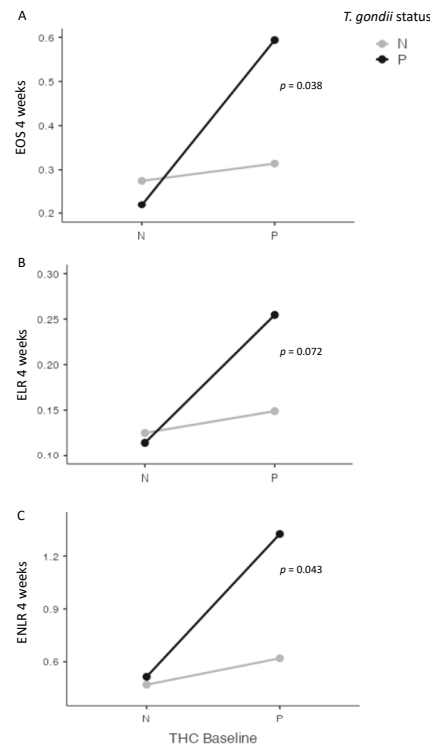 A
T. gondii status
N
P
0.6
0.5
0.4
0.3
0.2
EOS 4 weeks
p = 0.038
N P
B
0.30
0.25
0.20
0.15
0.10
ELR 4 weeks
p = 0.072
N P
C
1.2
0.9
0.6
ENLR 4 weeks
p = 0.043
N P
THC Baseline